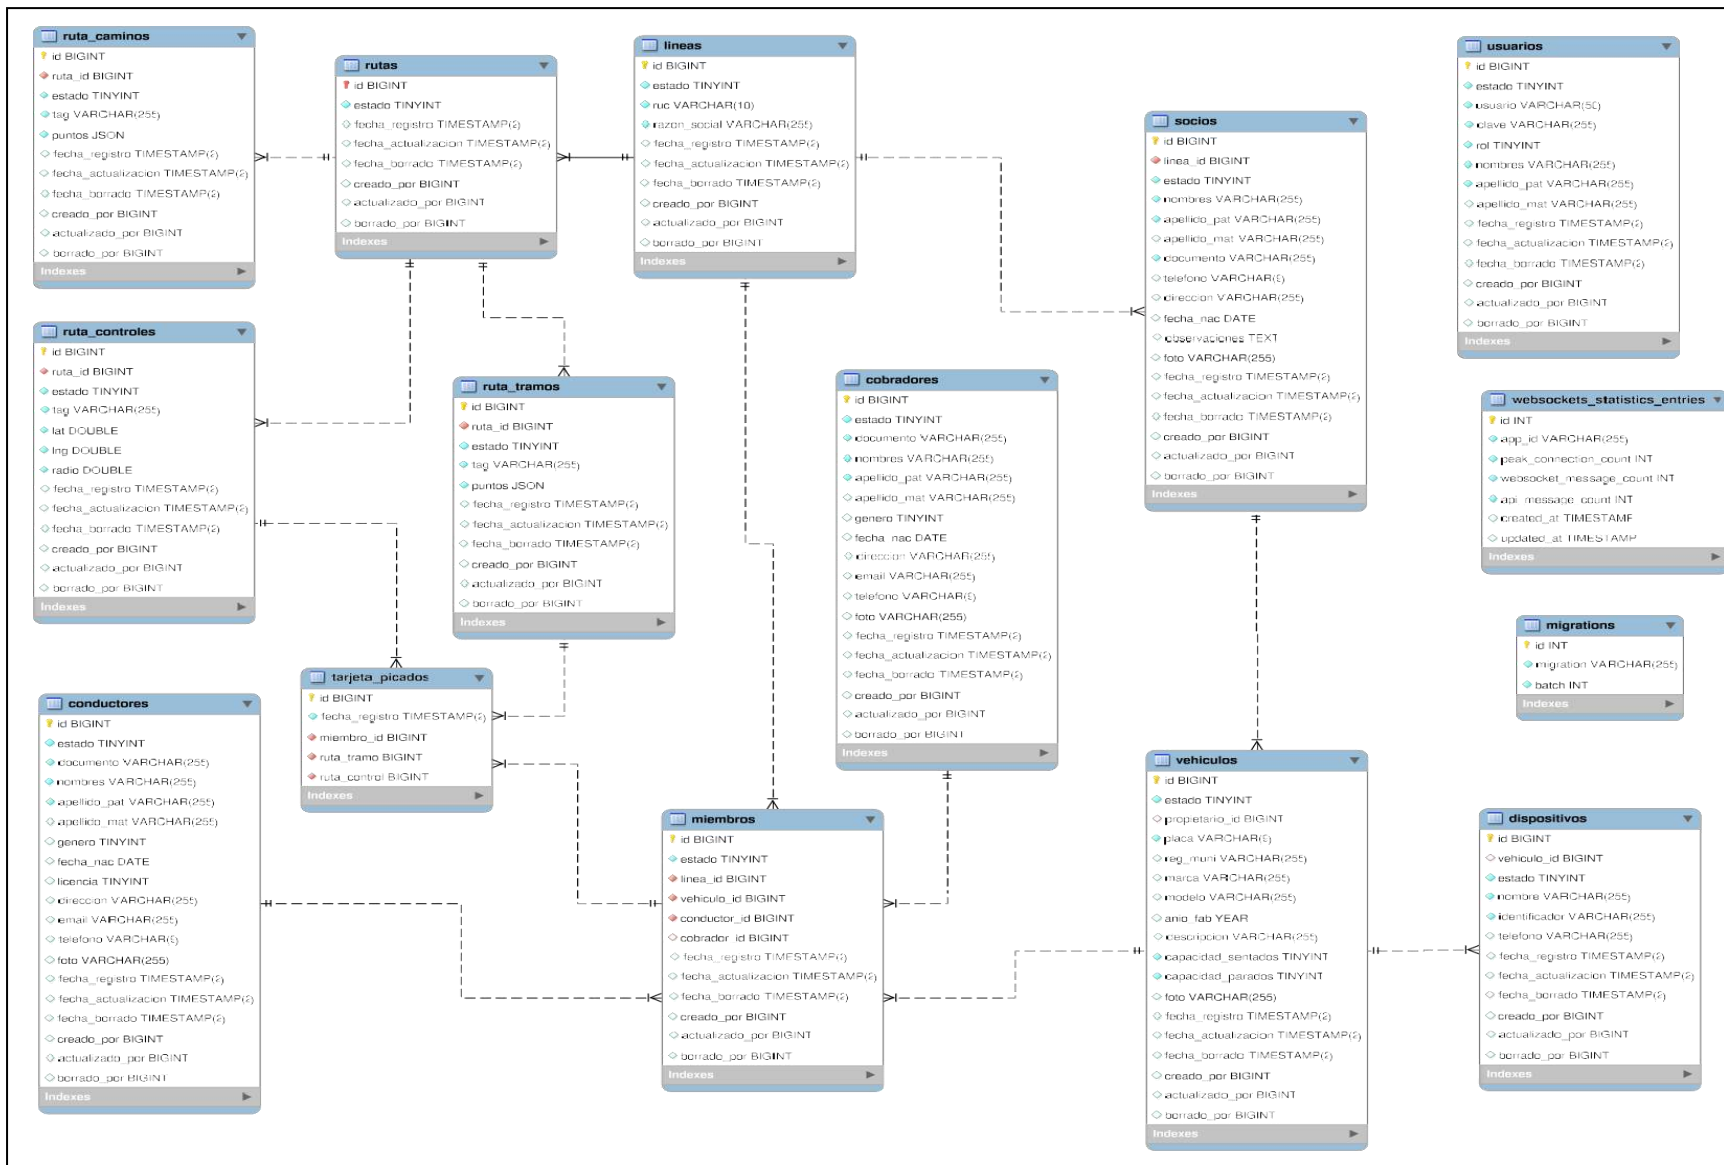 ruta_caminos
id BIGINT
ruta_id BIGINT
estado TINYINT
tag VARCHAR(255)
puntos JSON
fecha_registro TIMESTAMP(2)
fecha_actualizacion TIMESTAMP(2)
fecha_borrado TIMESTAMP(2)
creado_por BIGINT
actualizado_por BIGINT
borrado_por BIGINT
Indexes
rutas
id BIGINT
estado TINYINT
fecha_registro TIMESTAMP(2)
fecha_actualizacion TIMESTAMP(2)
fecha_borrado TIMESTAMP(2)
creado_por BIGINT
actualizado_por BIGINT
borrado_por BIGINT
Indexes
lineas
id BIGINT
estado TINYINT
ruc VARCHAR(10)
razon_social VARCHAR(255)
fecha_registro TIMESTAMP(2)
fecha_actualizacion TIMESTAMP(2)
fecha_borrado TIMESTAMP(2)
creado_por BIGINT
actualizado_por BIGINT
borrado_por BIGINT
Indexes
socios
id BIGINT
linea_id BIGINT
estado TINYINT
nombres VARCHAR(255)
apellido_pat VARCHAR(255)
apellido_mat VARCHAR(255)
documento VARCHAR(255)
telefono VARCHAR(9)
direccion VARCHAR(255)
fecha_nac DATE
observaciones TEXT
foto VARCHAR(255)
fecha_registro TIMESTAMP(2)
fecha_actualizacion TIMESTAMP(2)
fecha_borrado TIMESTAMP(2)
creado_por BIGINT
actualizado_por BIGINT
borrado_por BIGINT
Indexes
usuarios
id BIGINT
estado TINYINT
usuario VARCHAR(50)
clave VARCHAR(255)
rol TINYINT
nombres VARCHAR(255)
apellido_pat VARCHAR(255)
apellido_mat VARCHAR(255)
fecha_registro TIMESTAMP(2)
fecha_actualizacion TIMESTAMP(2)
fecha_borrado TIMESTAMP(2)
creado_por BIGINT
actualizado_por BIGINT
borrado_por BIGINT
Indexes
ruta_controles
id BIGINT
ruta_id BIGINT
estado TINYINT
tag VARCHAR(255)
lat DOUBLE
lng DOUBLE
radio DOUBLE
fecha_registro TIMESTAMP(2)
fecha_actualizacion TIMESTAMP(2)
fecha_borrado TIMESTAMP(2)
creado_por BIGINT
actualizado_por BIGINT
borrado_por BIGINT
Indexes
ruta_tramos
id BIGINT
ruta_id BIGINT
estado TINYINT
tag VARCHAR(255)
puntos JSON
fecha_registro TIMESTAMP(2)
fecha_actualizacion TIMESTAMP(2)
fecha_borrado TIMESTAMP(2)
creado_por BIGINT
actualizado_por BIGINT
borrado_por BIGINT
Indexes
cobradores
id BIGINT
estado TINYINT
documento VARCHAR(255)
nombres VARCHAR(255)
apellido_pat VARCHAR(255)
apellido_mat VARCHAR(255)
genero TINYINT
fecha_nac DATE
direccion VARCHAR(255)
email VARCHAR(255)
telefono VARCHAR(9)
foto VARCHAR(255)
fecha_registro TIMESTAMP(2)
fecha_actualizacion TIMESTAMP(2)
fecha_borrado TIMESTAMP(2)
creado_por BIGINT
actualizado_por BIGINT
borrado_por BIGINT
Indexes
websockets_statistics_entries
id INT
app_id VARCHAR(255)
peak_connection_count INT
websocket_message_count INT
api_message_count INT
created_at TIMESTAMP
updated_at TIMESTAMP
Indexes
migrations
id INT
migration VARCHAR(255)
batch INT
Indexes
tarjeta_picados
id BIGINT
fecha_registro TIMESTAMP(2)
miembro_id BIGINT
ruta_tramo BIGINT
ruta_control BIGINT
Indexes
conductores
id BIGINT
estado TINYINT
documento VARCHAR(255)
nombres VARCHAR(255)
apellido_pat VARCHAR(255)
apellido_mat VARCHAR(255)
genero TINYINT
fecha_nac DATE
licencia TINYINT
direccion VARCHAR(255)
email VARCHAR(255)
telefono VARCHAR(9)
foto VARCHAR(255)
fecha_registro TIMESTAMP(2)
fecha_actualizacion TIMESTAMP(2)
fecha_borrado TIMESTAMP(2)
creado_por BIGINT
actualizado_por BIGINT
borrado_por BIGINT
Indexes
miembros
id BIGINT
estado TINYINT
linea_id BIGINT
vehiculo_id BIGINT
conductor_id BIGINT
cobrador_id BIGINT
fecha_registro TIMESTAMP(2)
fecha_actualizacion TIMESTAMP(2)
fecha_borrado TIMESTAMP(2)
creado_por BIGINT
actualizado_por BIGINT
borrado_por BIGINT
Indexes
vehiculos
id BIGINT
estado TINYINT
propietario_id BIGINT
placa VARCHAR(9)
reg_muni VARCHAR(255)
marca VARCHAR(255)
modelo VARCHAR(255)
anio_fab YEAR
descripcion VARCHAR(255)
capacidad_sentados TINYINT
capacidad_parados TINYINT
foto VARCHAR(255)
fecha_registro TIMESTAMP(2)
fecha_actualizacion TIMESTAMP(2)
fecha_borrado TIMESTAMP(2)
creado_por BIGINT
actualizado_por BIGINT
borrado_por BIGINT
Indexes
dispositivos
id BIGINT
vehiculo_id BIGINT
estado TINYINT
nombre VARCHAR(255)
identificador VARCHAR(255)
telefono VARCHAR(255)
fecha_registro TIMESTAMP(2)
fecha_actualizacion TIMESTAMP(2)
fecha_borrado TIMESTAMP(2)
creado_por BIGINT
actualizado_por BIGINT
borrado_por BIGINT
Indexes